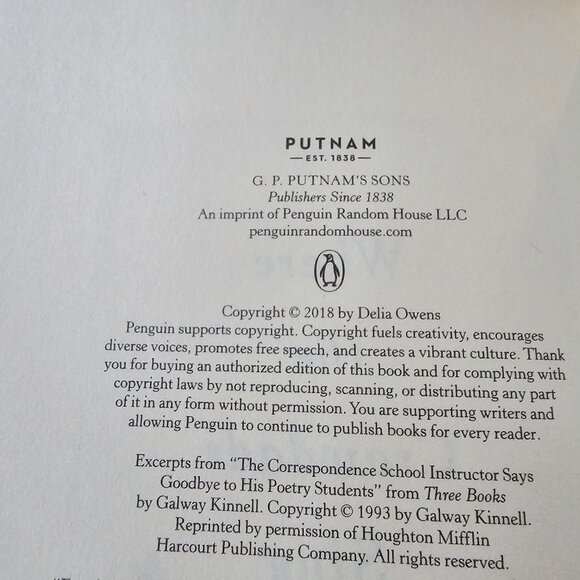 PUTNAM
—EST. 1838—
G. P. PUTNAM'S SONS
Publishers Since 1838
An imprint of Penguin Random House LLC
penguinrandomhouse.com
Copyright © 2018 by Delia Owens
Penguin supports copyright. Copyright fuels creativity, encourages
diverse voices, promotes free speech, and creates a vibrant culture. Thank
you for buying an authorized edition of this book and for complying with
copyright laws by not reproducing, scanning, or distributing any part
of it in any form without permission. You are supporting writers and
allowing Penguin to continue to publish books for every reader.
Excerpts from “The Correspondence School Instructor Says
Goodbye to His Poetry Students” from Three Books
by Galway Kinnell. Copyright © 1993 by Galway Kinnell.
Reprinted by permission of Houghton Mifflin
Harcourt Publishing Company. All rights reserved.